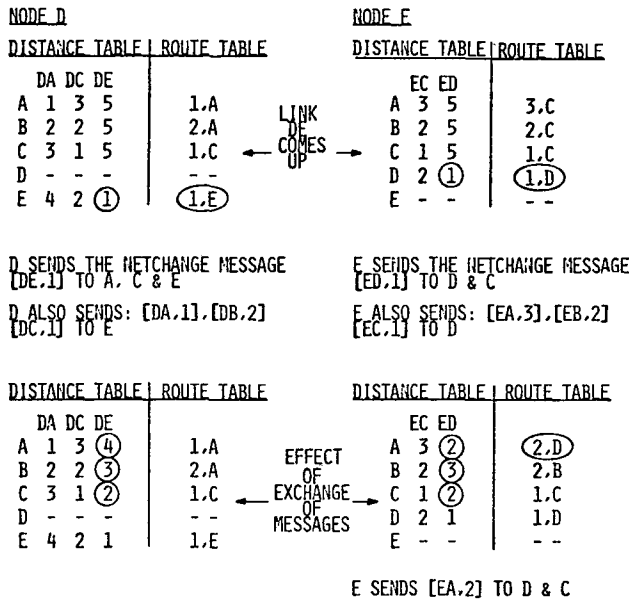 NODE D
DISTANCE TABLE | ROUTE TABLE
DA DC DE
A 1 3 5 1,A
B 2 2 5 2,A
C 3 1 5 1,C
D - - - - -
E 4 2 1 1,E
LINK
DE
COMES
UP
NODE E
DISTANCE TABLE | ROUTE TABLE
EC ED
A 3 5 3,C
B 2 5 2,C
C 1 5 1,C
D 2 1 1,D
E - - - -
D SENDS THE NETCHANGE MESSAGE
[DE,1] TO A, C & E
D ALSO SENDS: [DA,1],[DB,2]
[DC,1] TO E
E SENDS THE NETCHANGE MESSAGE
[ED,1] TO D & C
E ALSO SENDS: [EA,3],[EB,2]
[EC,1] TO D
DISTANCE TABLE | ROUTE TABLE
DA DC DE
A 1 3 4 1,A
B 2 2 3 2,A
C 3 1 2 1,C
D - - - - -
E 4 2 1 1,E
EFFECT
OF
EXCHANGE
OF
MESSAGES
DISTANCE TABLE | ROUTE TABLE
EC ED
A 3 2 2,D
B 2 3 2,B
C 1 2 1,C
D 2 1 1,D
E - - - -
E SENDS [EA,2] TO D & C